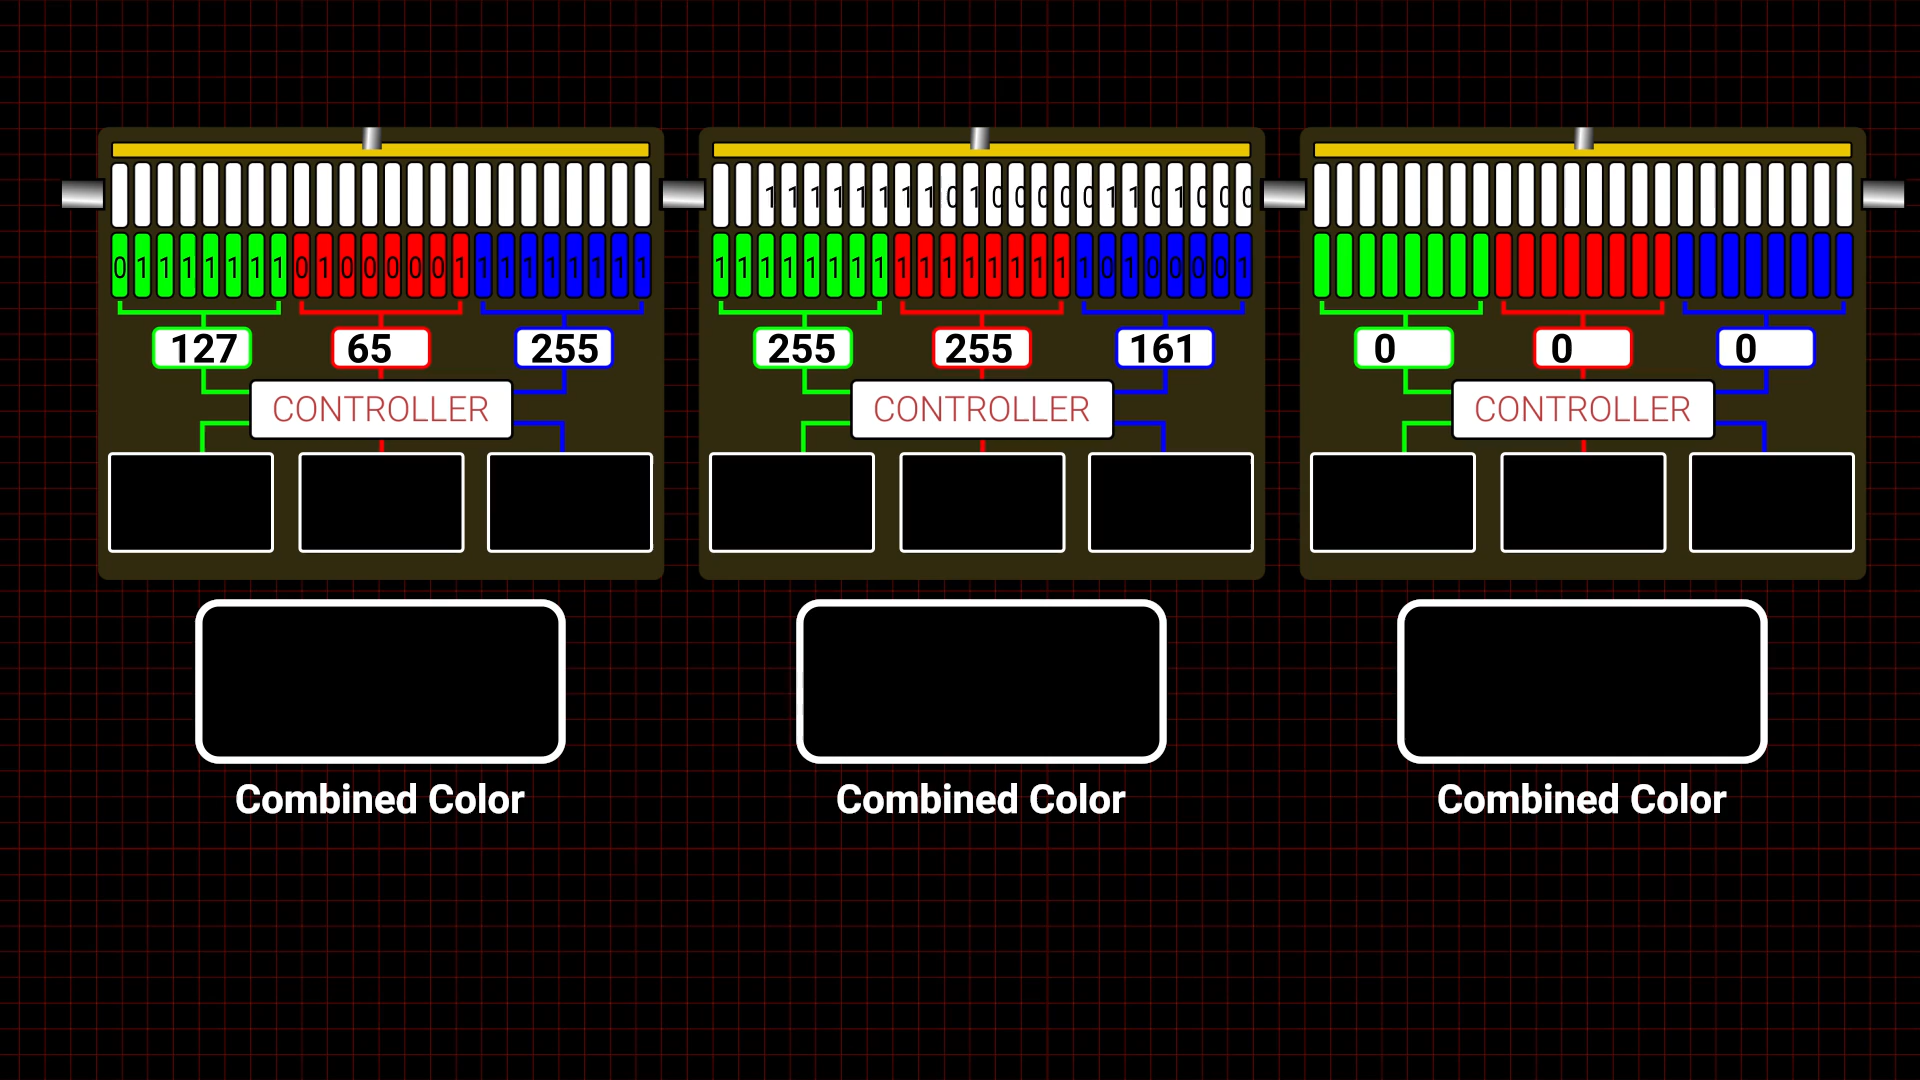 1 1 1 1 1 1 1 1 0 1 0 0 0 0 0 1 1 0 1 0 0 0
0 1 1 1 1 1 1 1 0 1 0 0 0 0 0 1 1 1 1 1 1 1 1 1
1 1 1 1 1 1 1 1 1 1 1 1 1 1 1 1 1 0 1 0 0 0 0 1
127 65 255
255 255 161
0 0 0
CONTROLLER
CONTROLLER
CONTROLLER
Combined Color
Combined Color
Combined Color